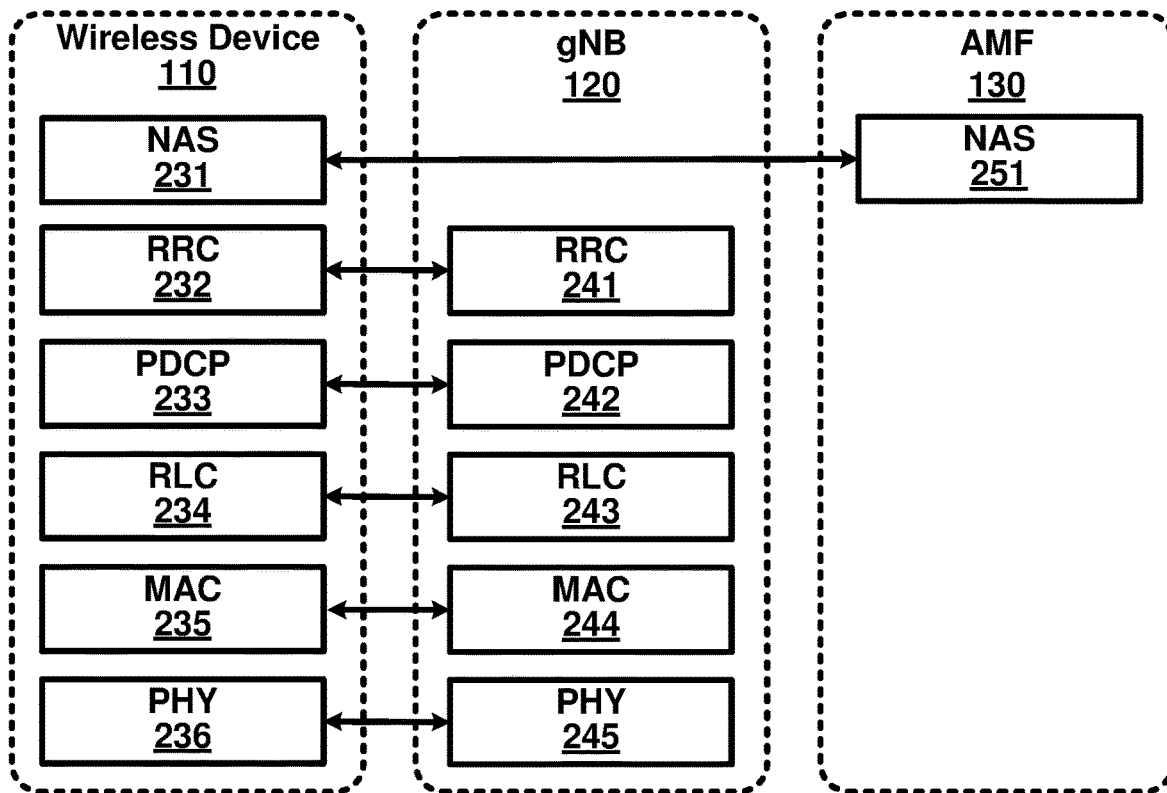 Wireless Device
110
NAS
231
RRC
232
PDCP
233
RLC
234
MAC
235
PHY
236
gNB
120
RRC
241
PDCP
242
RLC
243
MAC
244
PHY
245
AMF
130
NAS
251